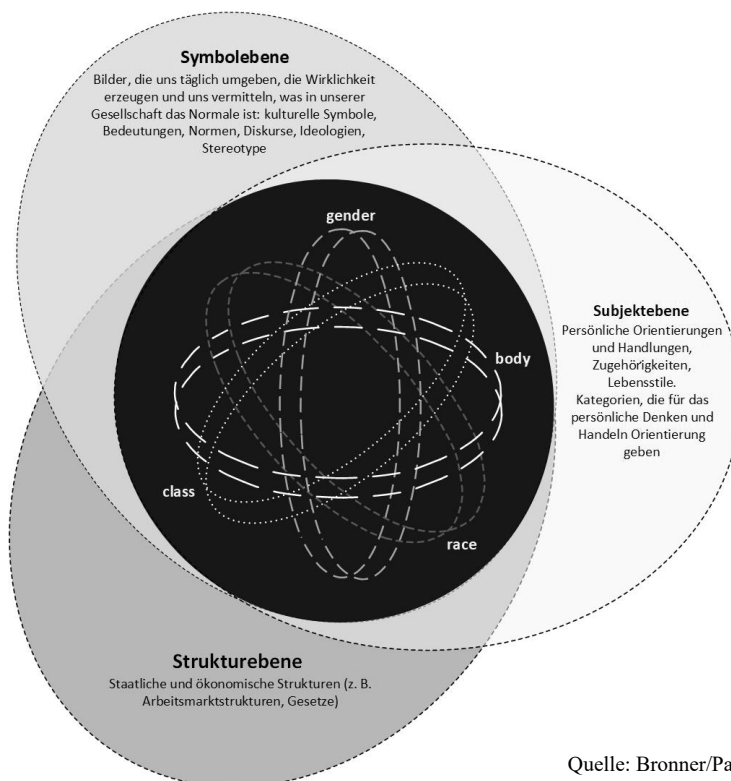 Symbolebene
Bilder, die uns täglich umgeben, die Wirklichkeit
erzeugen und uns vermitteln, was in unserer
Gesellschaft das Normale ist: kulturelle Symbole,
Bedeutungen, Normen, Diskurse, Ideologien,
Stereotype
gender
body
class
race
Subjektebene
Persönliche Orientierungen
und Handlungen,
Zugehörigkeiten,
Lebensstile.
Kategorien, die für das
persönliche Denken und
Handeln Orientierung
geben
Strukturebene
Staatliche und ökonomische Strukturen (z. B.
Arbeitsmarktstrukturen, Gesetze)
Quelle: Bronner/Pa